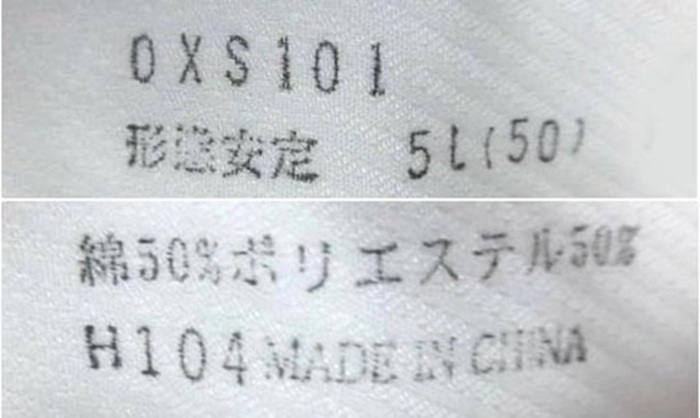 OXS101
形態安定 5L(50)
綿50%ポリエステル50%
H104 MADE IN CHINA